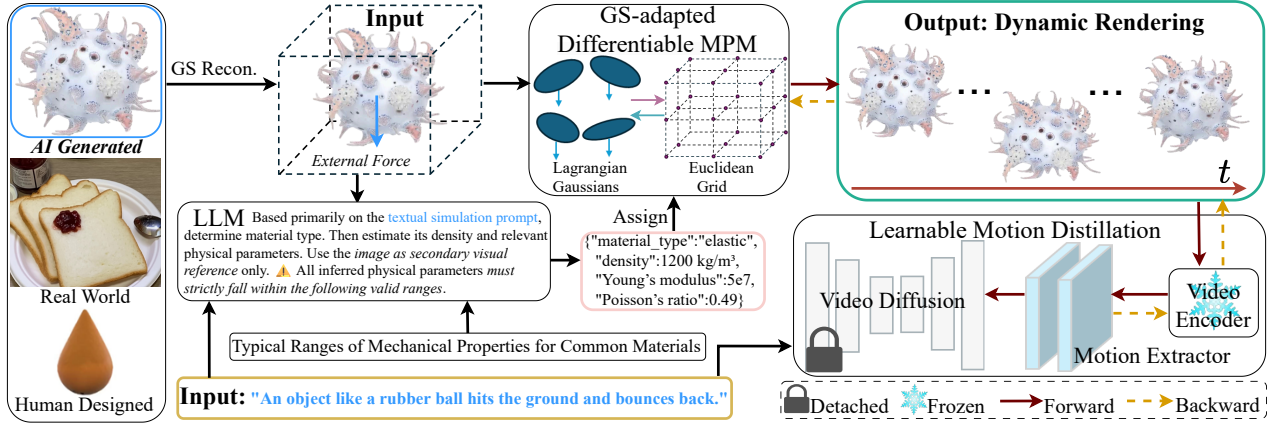 GS Recon.
AI Generated
Real World
Human Designed
Input
External Force
LLM Based primarily on the textual simulation prompt,
determine material type. Then estimate its density and relevant
physical parameters. Use the image as secondary visual
reference only. ⚠️ All inferred physical parameters must
strictly fall within the following valid ranges.
Typical Ranges of Mechanical Properties for Common Materials
Input: "An object like a rubber ball hits the ground and bounces back."
GS-adapted
Differentiable MPM
Lagrangian
Gaussians
Euclidean
Grid
Assign
{"material_type":"elastic",
"density":1200 kg/m³,
"Young's modulus":5e7,
"Poisson's ratio":0.49}
Output: Dynamic Rendering
...
...
t
Learnable Motion Distillation
Video Diffusion
Video
Encoder
Motion Extractor
Detached
Frozen
Forward
Backward